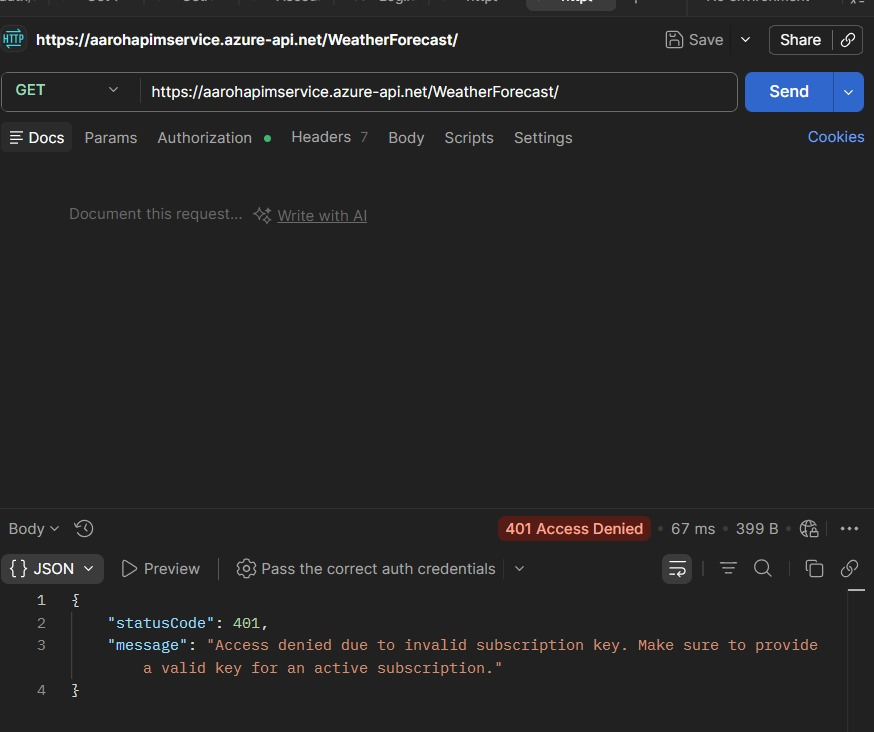 HTTP https://aarohapimservice.azure-api.net/WeatherForecast/ Save Share
GET https://aarohapimservice.azure-api.net/WeatherForecast/ Send
Docs Params Authorization Headers 7 Body Scripts Settings Cookies
Document this request... Write with AI
Body 401 Access Denied • 67 ms • 399 B •
{} JSON Preview Pass the correct auth credentials
1 {
2 "statusCode": 401,
3 "message": "Access denied due to invalid subscription key. Make sure to provide
a valid key for an active subscription."
4 }